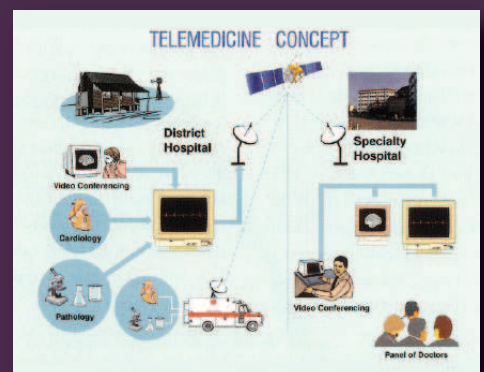 TELEMEDICINE CONCEPT
District
Hospital
Specialty
Hospital
Video Conferencing
Cardiology
Pathology
Video Conferencing
Panel of Doctors